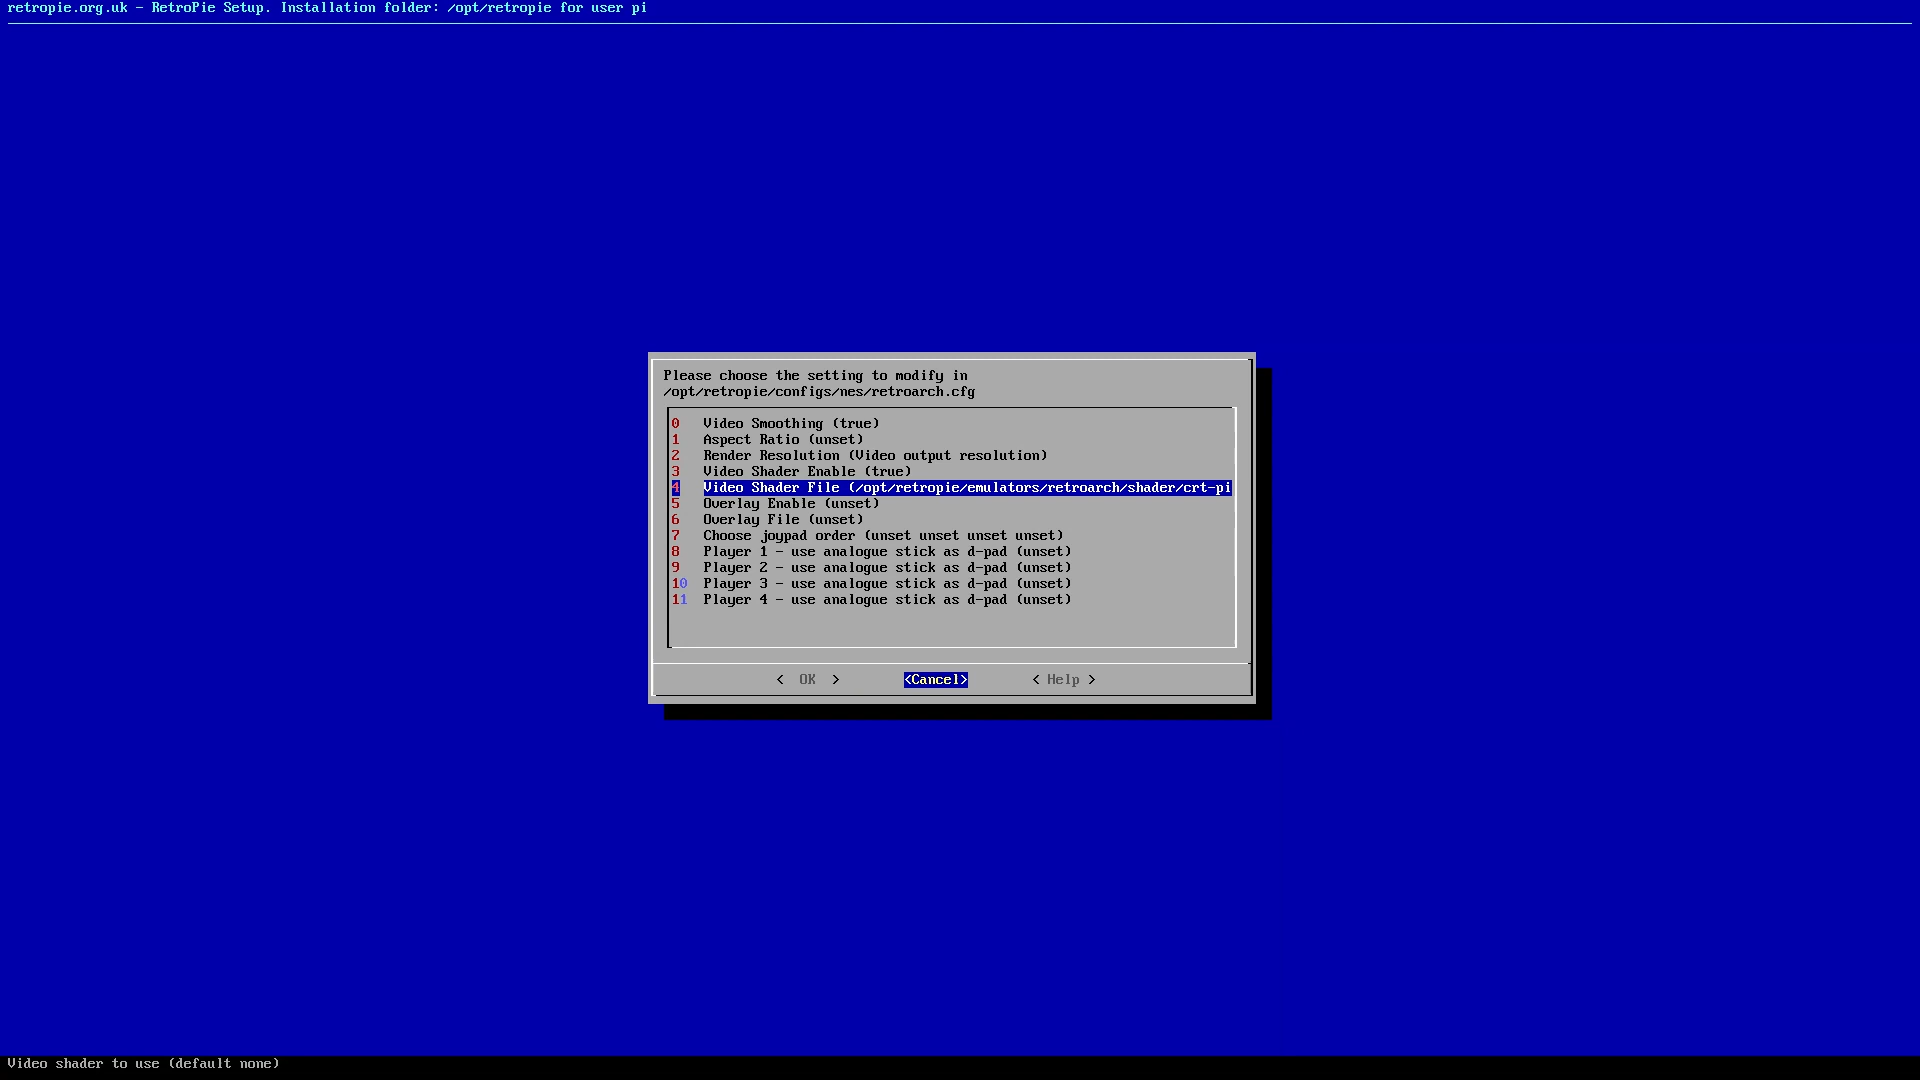 retropie.org.uk - RetroPie Setup. Installation folder: /opt/retropie for user pi
Please choose the setting to modify in
/opt/retropie/configs/nes/retroarch.cfg
0 Video Smoothing (true)
1 Aspect Ratio (unset)
2 Render Resolution (Video output resolution)
3 Video Shader Enable (true)
4 Video Shader File (/opt/retropie/emulators/retroarch/shader/crt-pi
5 Overlay Enable (unset)
6 Overlay File (unset)
7 Choose joypad order (unset unset unset unset)
8 Player 1 - use analogue stick as d-pad (unset)
9 Player 2 - use analogue stick as d-pad (unset)
10 Player 3 - use analogue stick as d-pad (unset)
11 Player 4 - use analogue stick as d-pad (unset)
< OK > <Cancel> < Help >
Video shader to use (default none)